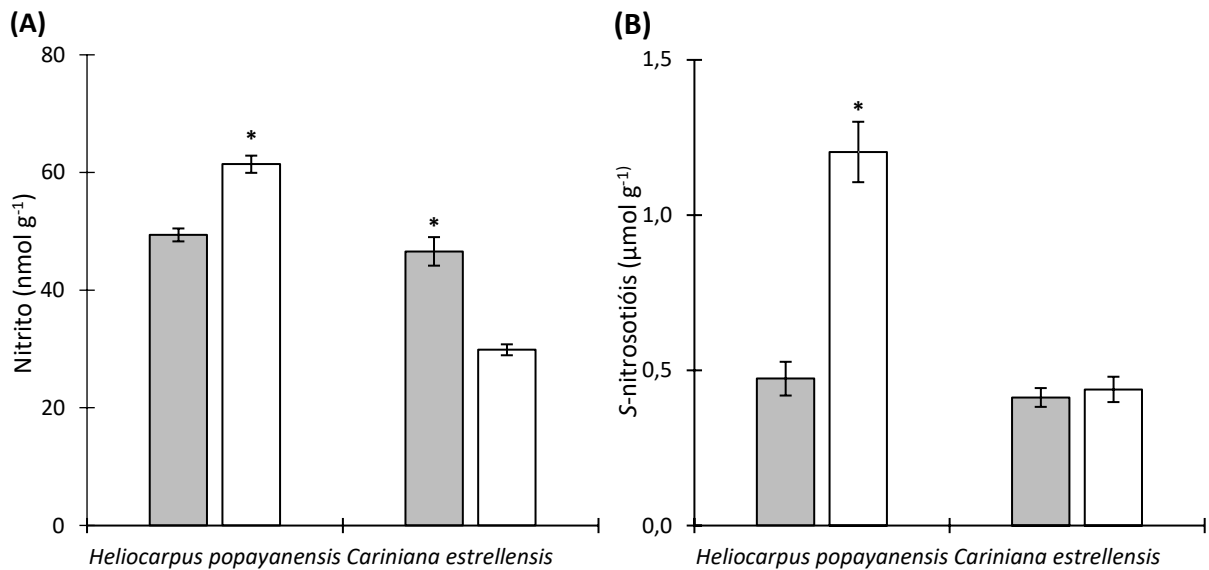 (A)
80
60
40
20
0
Nitrito (nmol g⁻¹)
*
*
Heliocarpus popayanensis Cariniana estrellensis
(B)
1,5
1,0
0,5
0,0
S-nitrosotióis (µmol g⁻¹⁾
*
Heliocarpus popayanensis Cariniana estrellensis